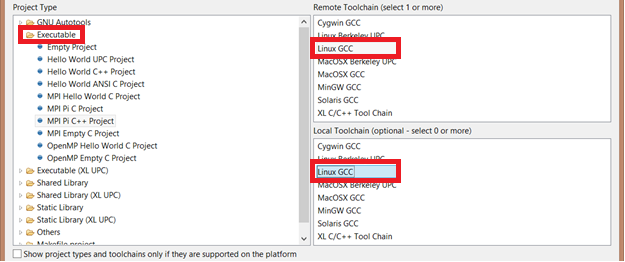 Project Type
GNU Autotools
Executable
Empty Project
Hello World UPC Project
Hello World C++ Project
Hello World ANSI C Project
MPI Hello World C Project
MPI Pi C Project
MPI Pi C++ Project
MPI Empty C Project
OpenMP Hello World C Project
OpenMP Empty C Project
Executable (XL UPC)
Shared Library
Shared Library (XL UPC)
Static Library
Static Library (XL UPC)
Others
Makefile project
Show project types and toolchains only if they are supported on the platform
Remote Toolchain (select 1 or more)
Cygwin GCC
Linux Berkeley UPC
Linux GCC
MacOSX Berkeley UPC
MacOSX GCC
MinGW GCC
Solaris GCC
XL C/C++ Tool Chain
Local Toolchain (optional - select 0 or more)
Cygwin GCC
Linux Berkeley UPC
Linux GCC
MacOSX Berkeley UPC
MacOSX GCC
MinGW GCC
Solaris GCC
XL C/C++ Tool Chain